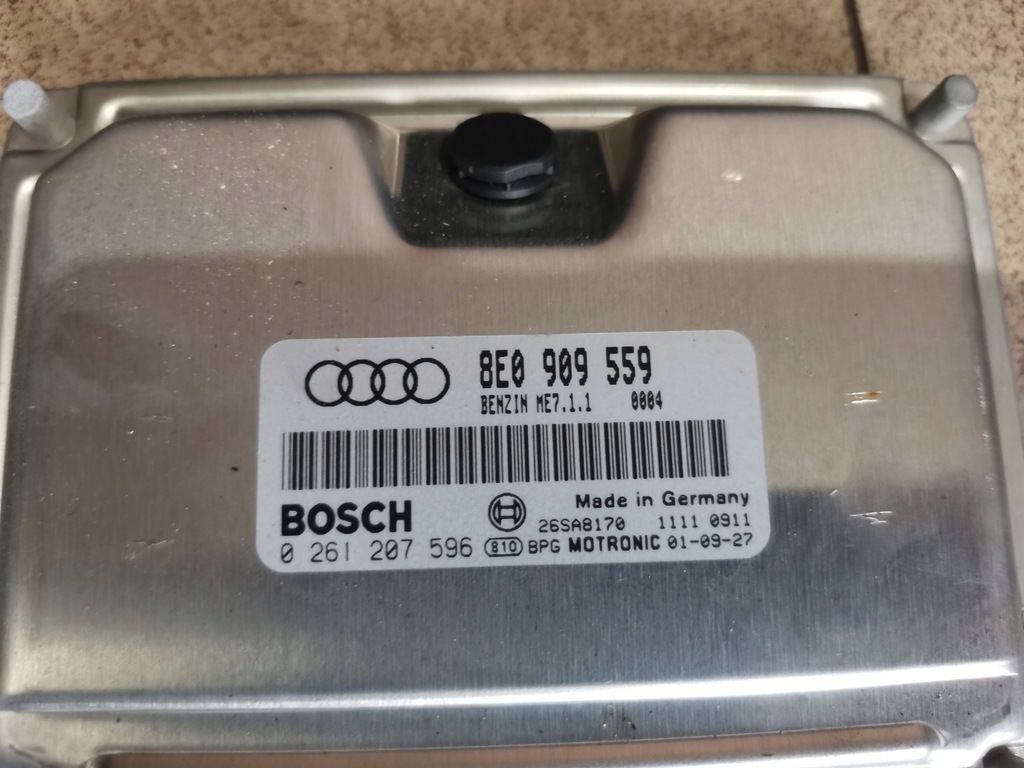 8E0 909 559
BENZIN ME7.1.1 0004
BOSCH
Made in Germany
26SA8170 1111 0911
0 261 207 596 810 BPG MOTRONIC 01-09-27